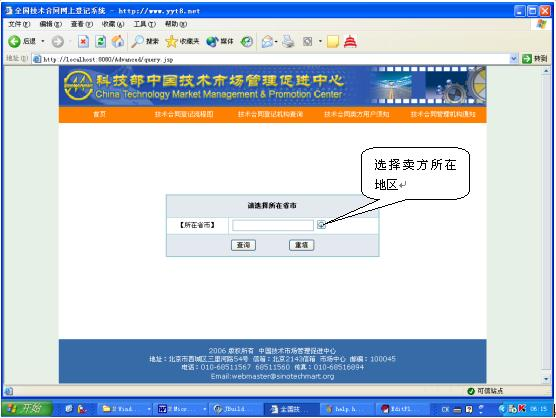 全国技术合同网上登记系统 - http://www.yyt8.net
文件(F) 编辑(E) 查看(V) 收藏(A) 工具(T) 帮助(H)
后退 搜索 收藏夹 媒体
地址(D) http://localhost:8080/Advanced/query.jsp 转到
科技部中国技术市场管理促进中心
China Technology Market Management & Promotion Center
首页 技术合同登记流程图 技术合同登记机构查询 技术合同卖方用户须知 技术合同管理机构须知
选择卖方所在
地区
请选择所在省市
【所在省市】
查询 重填
2006 版权所有 中国技术市场管理促进中心
地址：北京市西城区三里河路54号 信箱：北京2143信箱 市场中心 邮编：100045
电话：010-68511567 68511560 传真：010-68516894
Email:webmaster@sinotechmart.org
可信站点
开始 2 Wind... 2 Micr... JBuild... 全国技... help.h... EditPl... CH 06:15